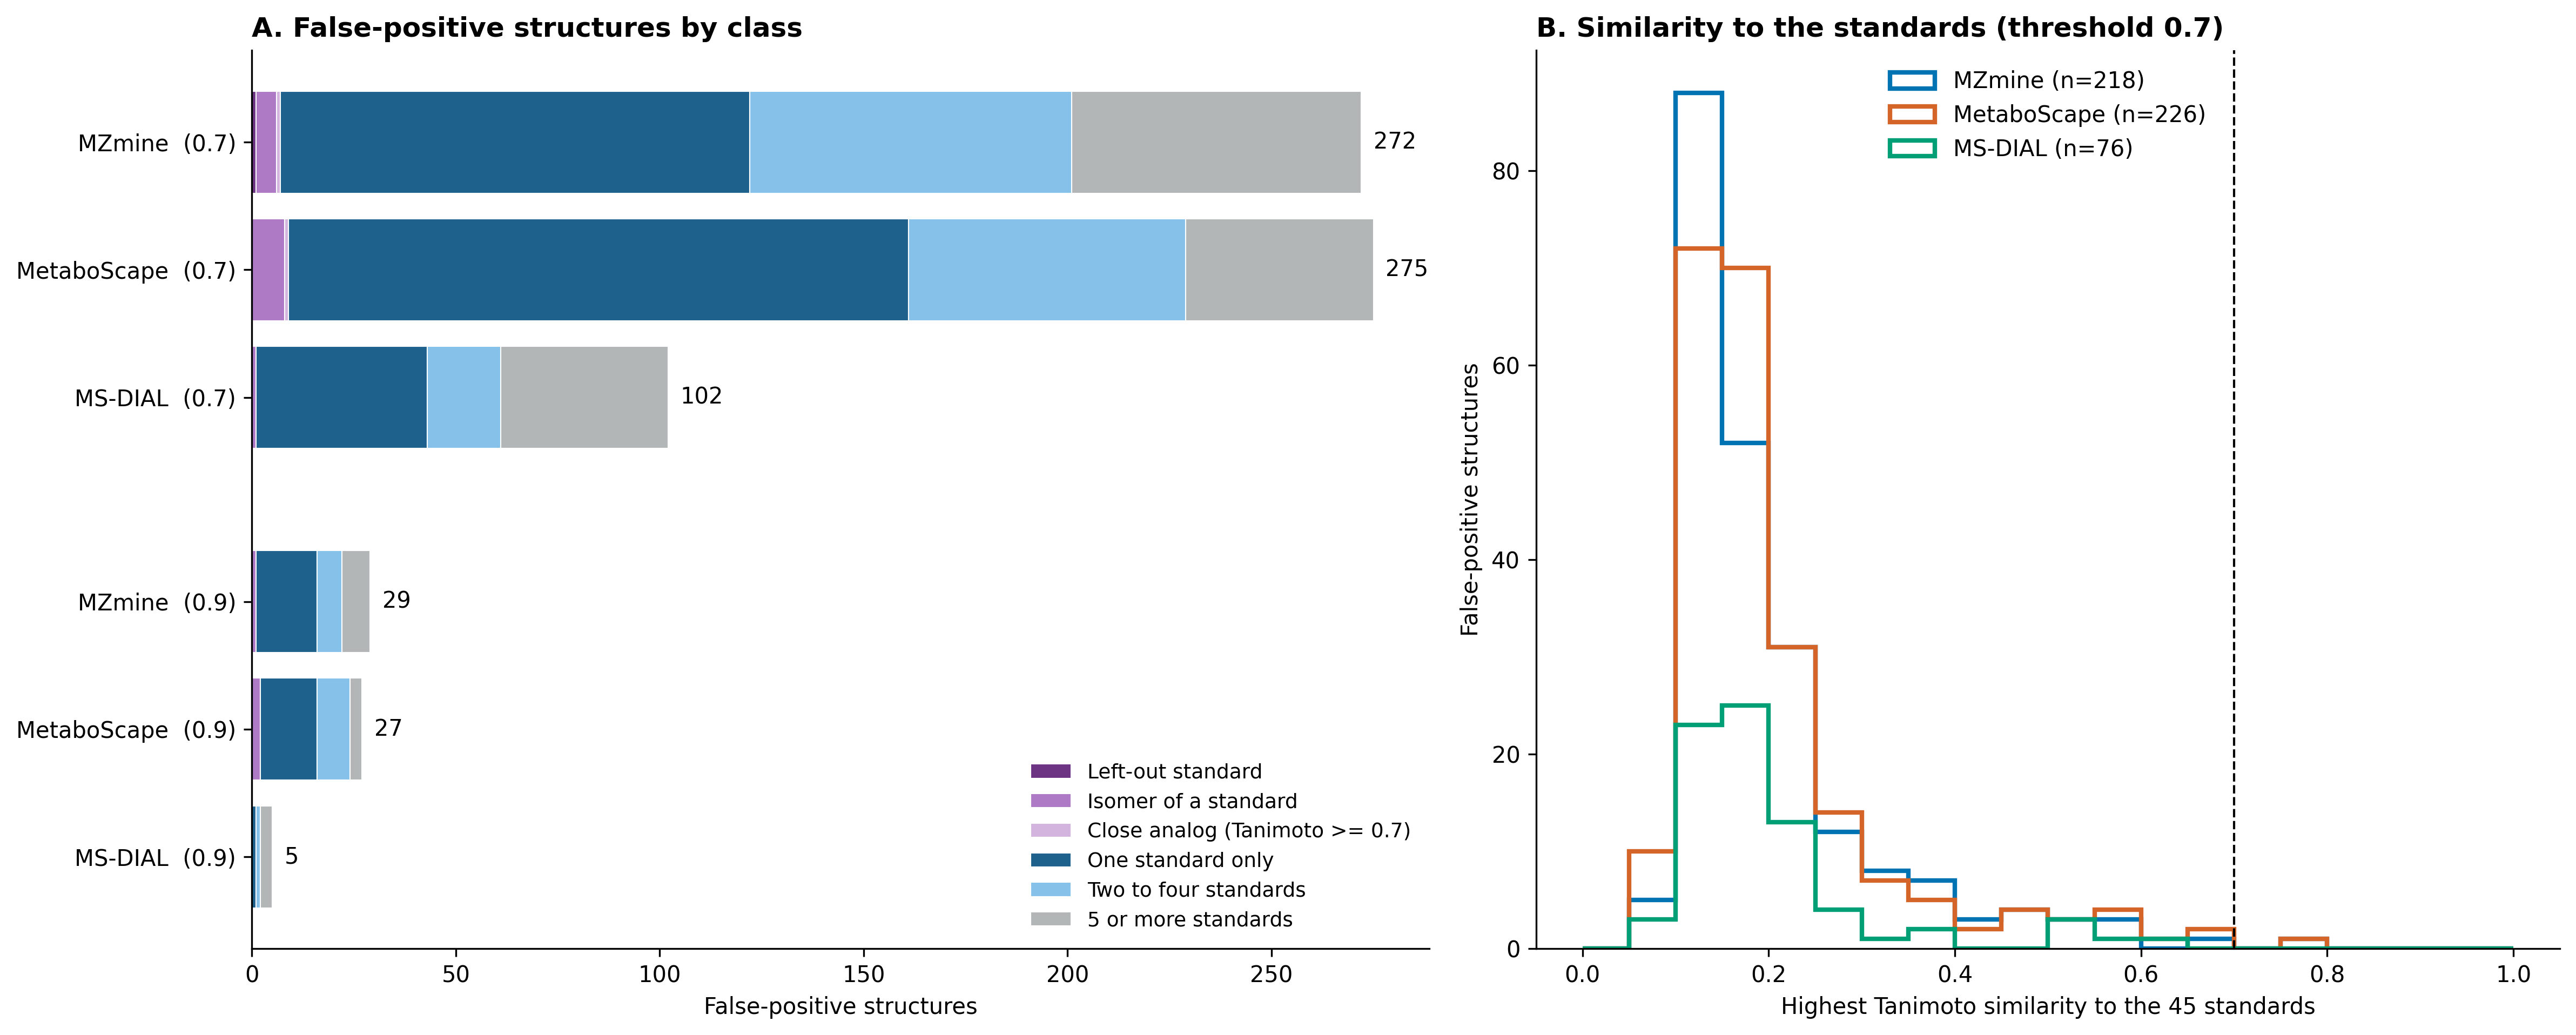 A. False-positive structures by class
MZmine (0.7)
272
MetaboScape (0.7)
275
MS-DIAL (0.7)
102
MZmine (0.9)
29
MetaboScape (0.9)
27
MS-DIAL (0.9)
5
Left-out standard
Isomer of a standard
Close analog (Tanimoto >= 0.7)
One standard only
Two to four standards
5 or more standards
0 50 100 150 200 250
False-positive structures
B. Similarity to the standards (threshold 0.7)
MZmine (n=218)
MetaboScape (n=226)
MS-DIAL (n=76)
False-positive structures
80
60
40
20
0
0.0 0.2 0.4 0.6 0.8 1.0
Highest Tanimoto similarity to the 45 standards